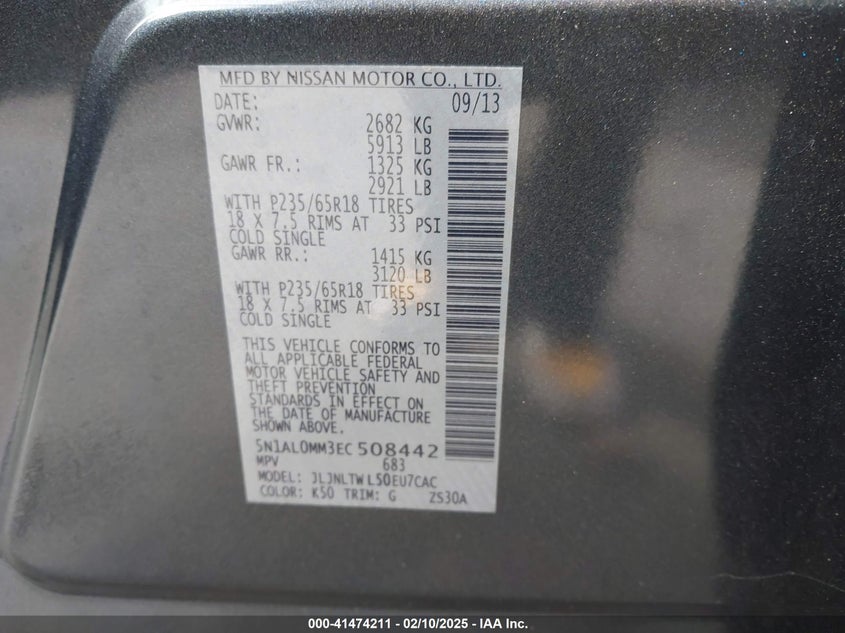 MFD BY NISSAN MOTOR CO., LTD.
DATE: 09/13
GVWR: 2682 KG
5913 LB
GAWR FR.: 1325 KG
2921 LB
WITH P235/65R18 TIRES
18 X 7.5 RIMS AT 33 PSI
COLD SINGLE
GAWR RR.: 1415 KG
3120 LB
WITH P235/65R18 TIRES
18 X 7.5 RIMS AT 33 PSI
COLD SINGLE
THIS VEHICLE CONFORMS TO
ALL APPLICABLE FEDERAL
MOTOR VEHICLE SAFETY AND
THEFT PREVENTION
STANDARDS IN EFFECT ON
THE DATE OF MANUFACTURE
SHOWN ABOVE.
5N1AL0MM3EC508442
MPV 683
MODEL: JLJNLTWL50EU7CAC
COLOR: K50 TRIM: G ZS30A
000-41474211 - 02/10/2025 - IAA Inc.